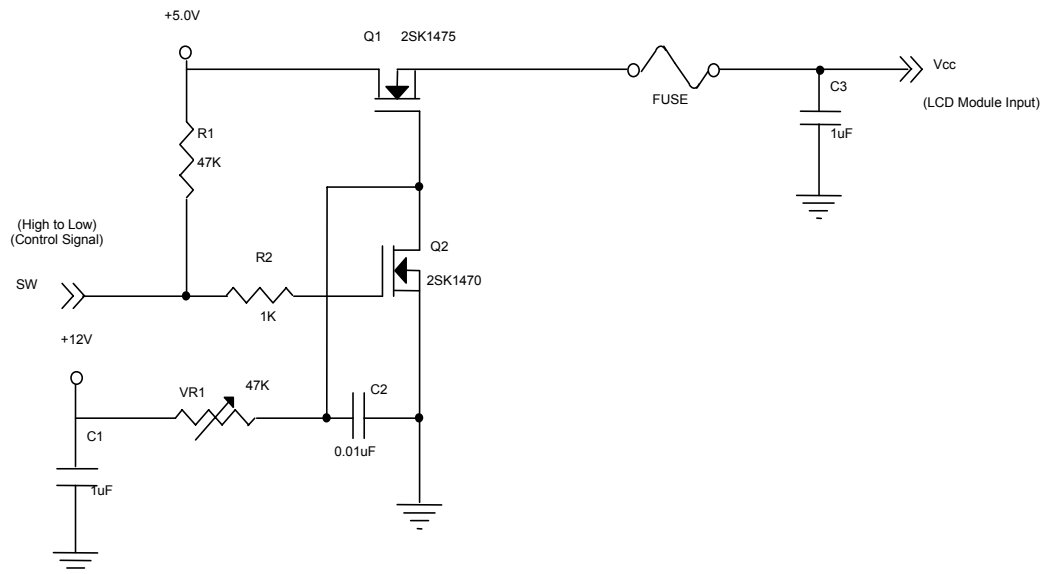 +5.0V
Q1 2SK1475
Vcc
C3
FUSE
(LCD Module Input)
1uF
R1
47K
(High to Low)
(Control Signal)
Q2
R2
SW
2SK1470
1K
+12V
VR1
47K
C2
C1
0.01uF
1uF